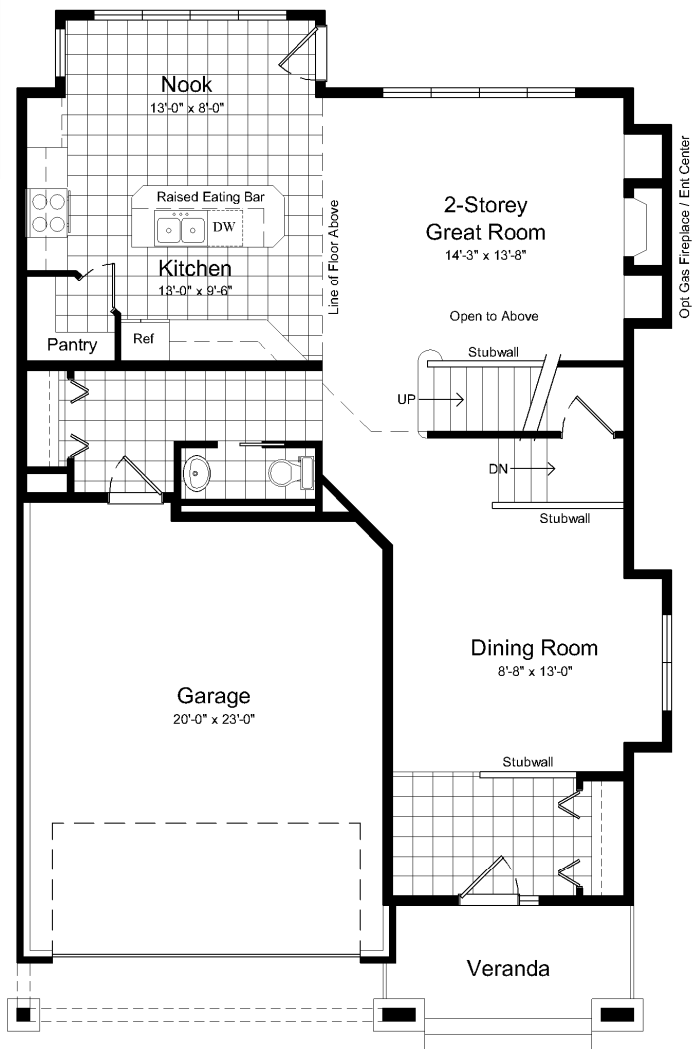 Nook
13'-0" x 8'-0"
Raised Eating Bar
DW
Kitchen
13'-0" x 9'-6"
Line of Floor Above
2-Storey
Great Room
14'-3" x 13'-8"
Opt Gas Fireplace / Ent Center
Open to Above
Pantry
Ref
Stubwall
UP
DN
Stubwall
Dining Room
8'-8" x 13'-0"
Garage
20'-0" x 23'-0"
Stubwall
Veranda